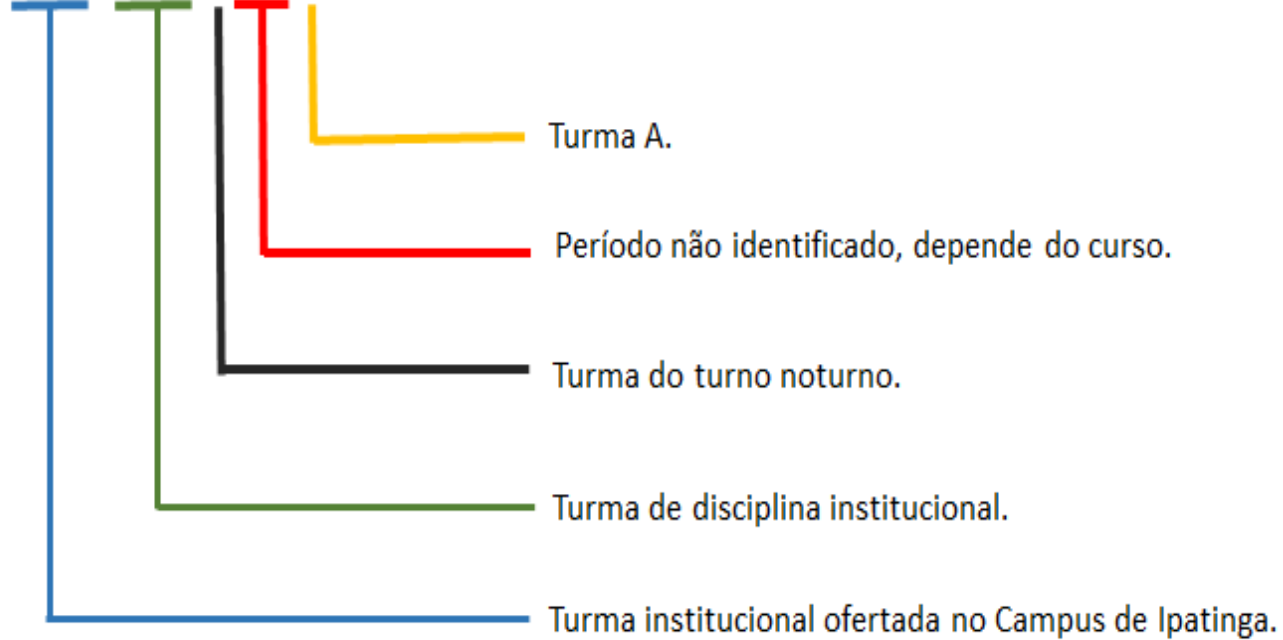 Turma A.
Período não identificado, depende do curso.
Turma do turno noturno.
Turma de disciplina institucional.
Turma institucional ofertada no Campus de Ipatinga.